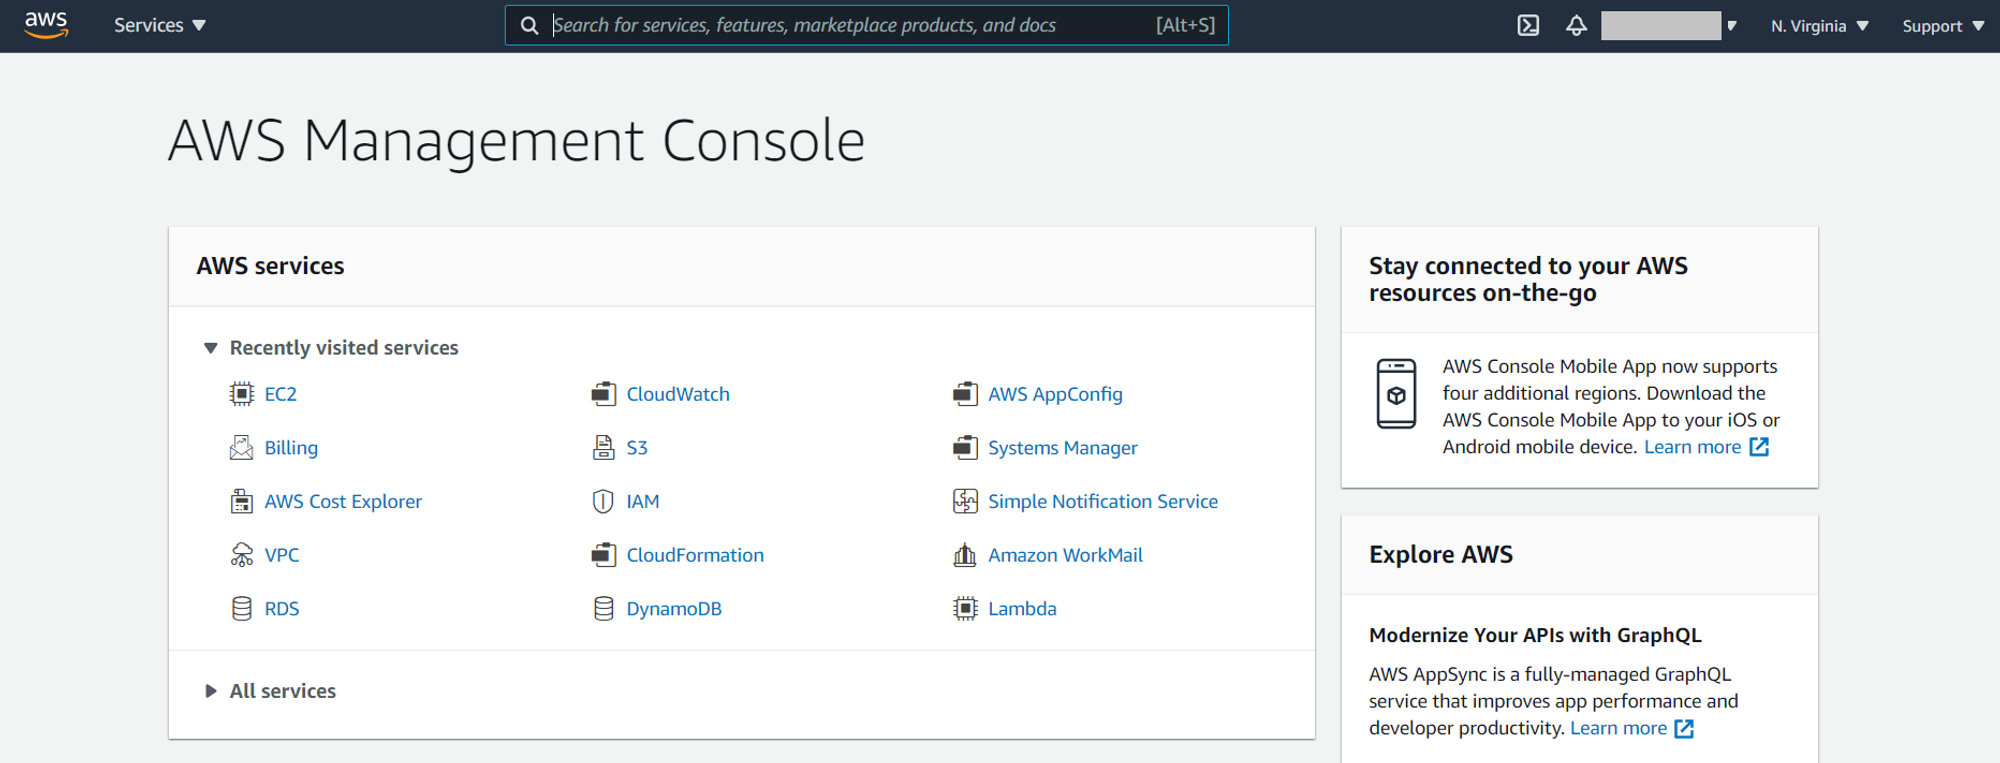 aws Services Search for services, features, marketplace products, and docs [Alt+S] N. Virginia Support
AWS Management Console
AWS services
Recently visited services
EC2 CloudWatch AWS AppConfig
Billing S3 Systems Manager
AWS Cost Explorer IAM Simple Notification Service
VPC CloudFormation Amazon WorkMail
RDS DynamoDB Lambda
All services
Stay connected to your AWS
resources on-the-go
AWS Console Mobile App now supports
four additional regions. Download the
AWS Console Mobile App to your iOS or
Android mobile device. Learn more
Explore AWS
Modernize Your APIs with GraphQL
AWS AppSync is a fully-managed GraphQL
service that improves app performance and
developer productivity. Learn more